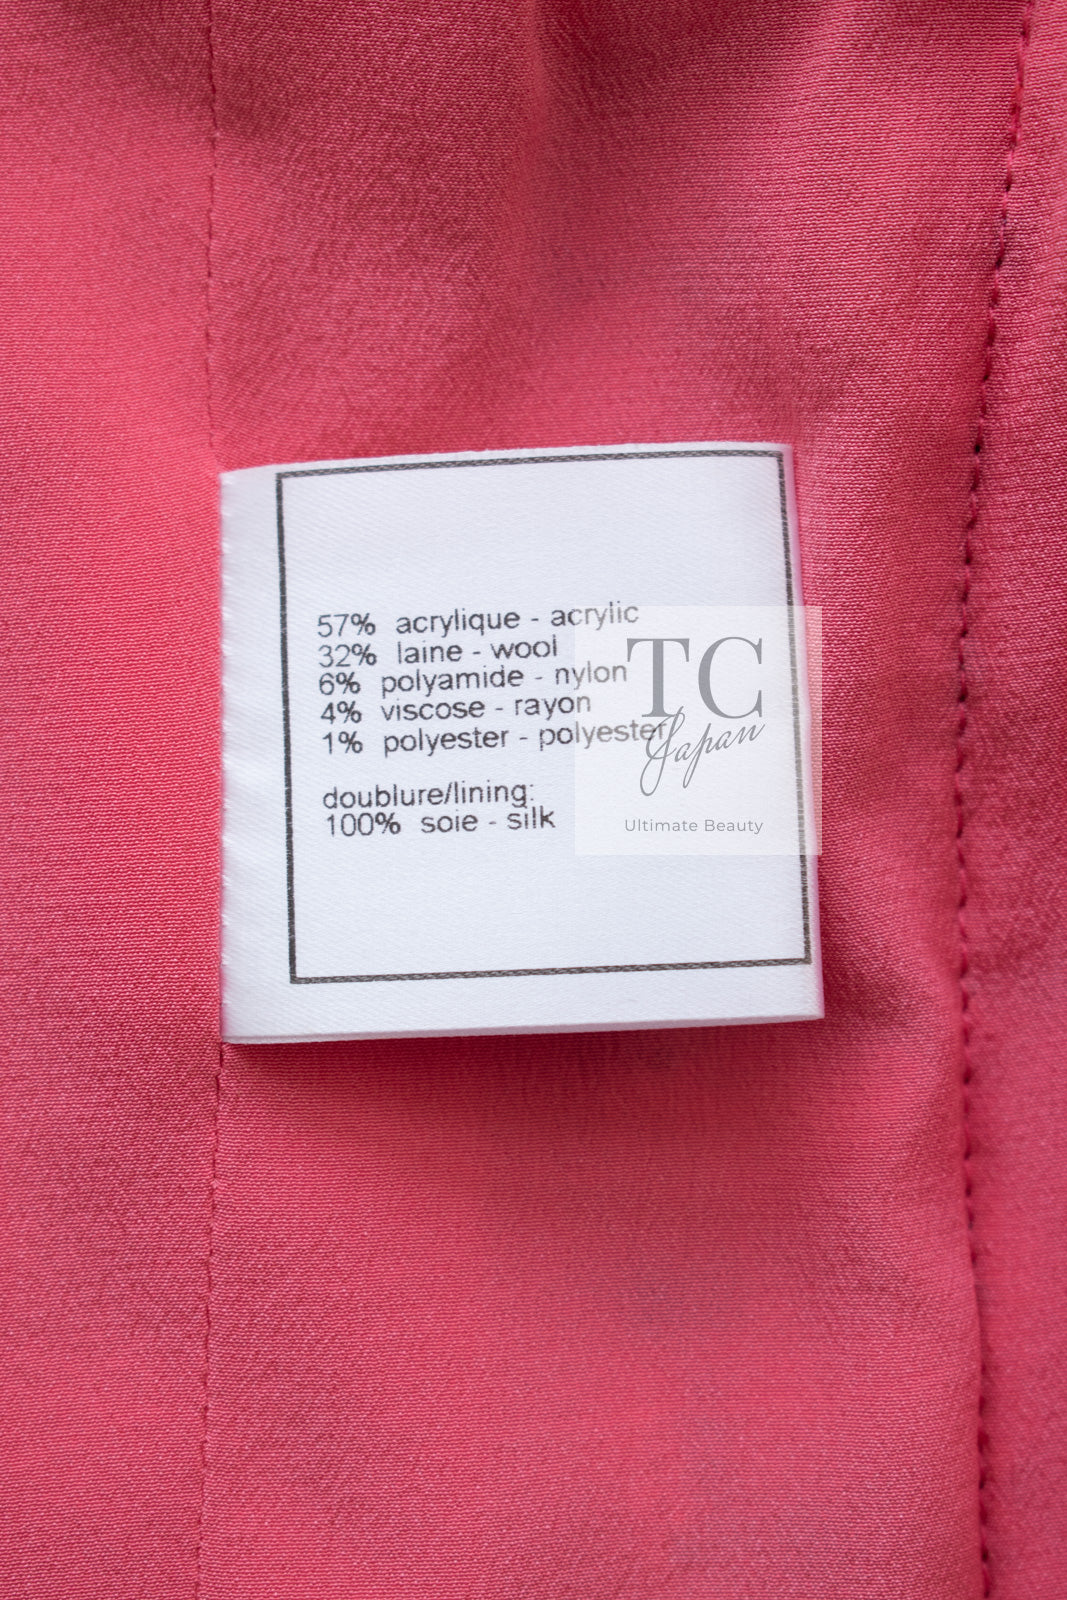 57% acrylique - acrylic
32% laine - wool
6% polyamide - nylon
4% viscose - rayon
1% polyester - polyester
doublure/lining:
100% soie - silk
TC
Japan
Ultimate Beauty